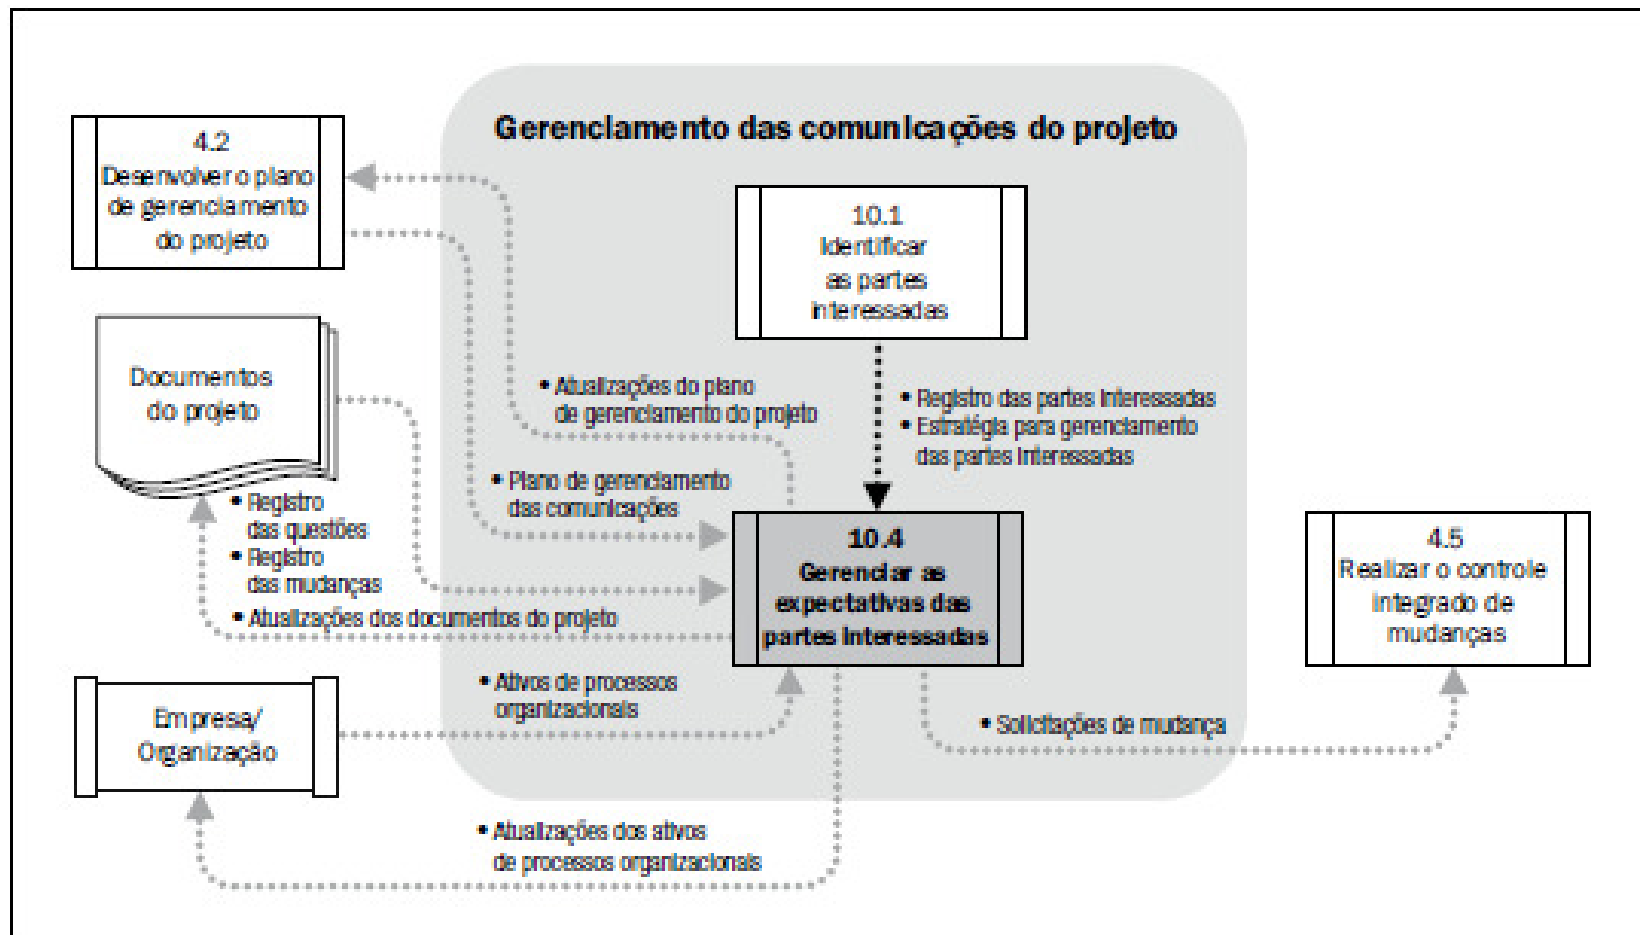 Gerenciamento das comunicações do projeto
4.2
Desenvolver o plano
de gerenciamento
do projeto
10.1
Identificar
as partes
interessadas
Documentos
do projeto
• Atualizações do plano
de gerenciamento do projeto
• Registro das partes interessadas
• Estratégia para gerenciamento
das partes interessadas
• Plano de gerenciamento
das comunicações
• Registro
das questões
• Registro
das mudanças
• Atualizações dos documentos do projeto
10.4
Gerenciar as
expectativas das
partes interessadas
4.5
Realizar o controle
integrado de
mudanças
Empresa/
Organização
• Ativos de processos
organizacionais
• Solicitações de mudança
• Atualizações dos ativos
de processos organizacionais